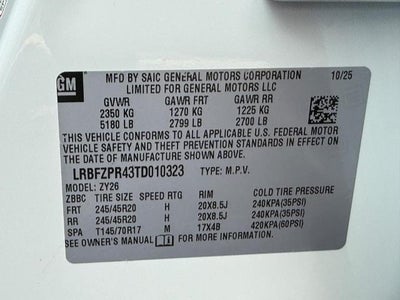 GM
MFD BY SAIC GENERAL MOTORS CORPORATION 10/25
LIMITED FOR GENERAL MOTORS LLC
GVWR GAWR FRT GAWR RR
2350 KG 1270 KG 1225 KG
5180 LB 2799 LB 2700 LB
THIS VEHICLE CONFORMS TO ALL APPLICABLE U.S. FEDERAL MOTOR
VEHICLE SAFETY AND THEFT PREVENTION STANDARDS IN EFFECT ON
THE DATE OF MANUFACTURE SHOWN ABOVE.
LRBFZPR43TD010323 TYPE: M.P.V.
MODEL: ZY26
ZBBC TIRE SIZE SPEED RTG RIM COLD TIRE PRESSURE
FRT 245/45R20 H 20X8.5J 240KPA(35PSI)
RR 245/45R20 H 20X8.5J 240KPA(35PSI)
SPA T145/70R17 M 17X4B 420KPA(60PSI)
SEE OWNER'S MANUAL FOR ADDITIONAL INFORMATION.